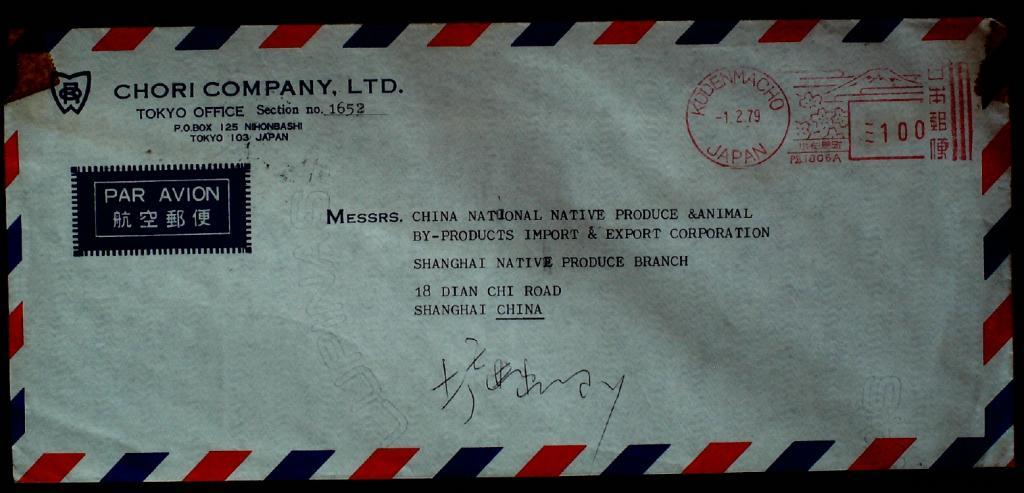 CHORI COMPANY, LTD.
TOKYO OFFICE Section no. 1652
P.O.BOX 125 NIHONBASHI
TOKYO 103 JAPAN
KODENMACHO
-1.2.79
JAPAN
100
日本郵便
PAR AVION
航空郵便
MESSRS. CHINA NATIONAL NATIVE PRODUCE &ANIMAL
BY-PRODUCTS IMPORT & EXPORT CORPORATION
SHANGHAI NATIVE PRODUCE BRANCH
18 DIAN CHI ROAD
SHANGHAI CHINA